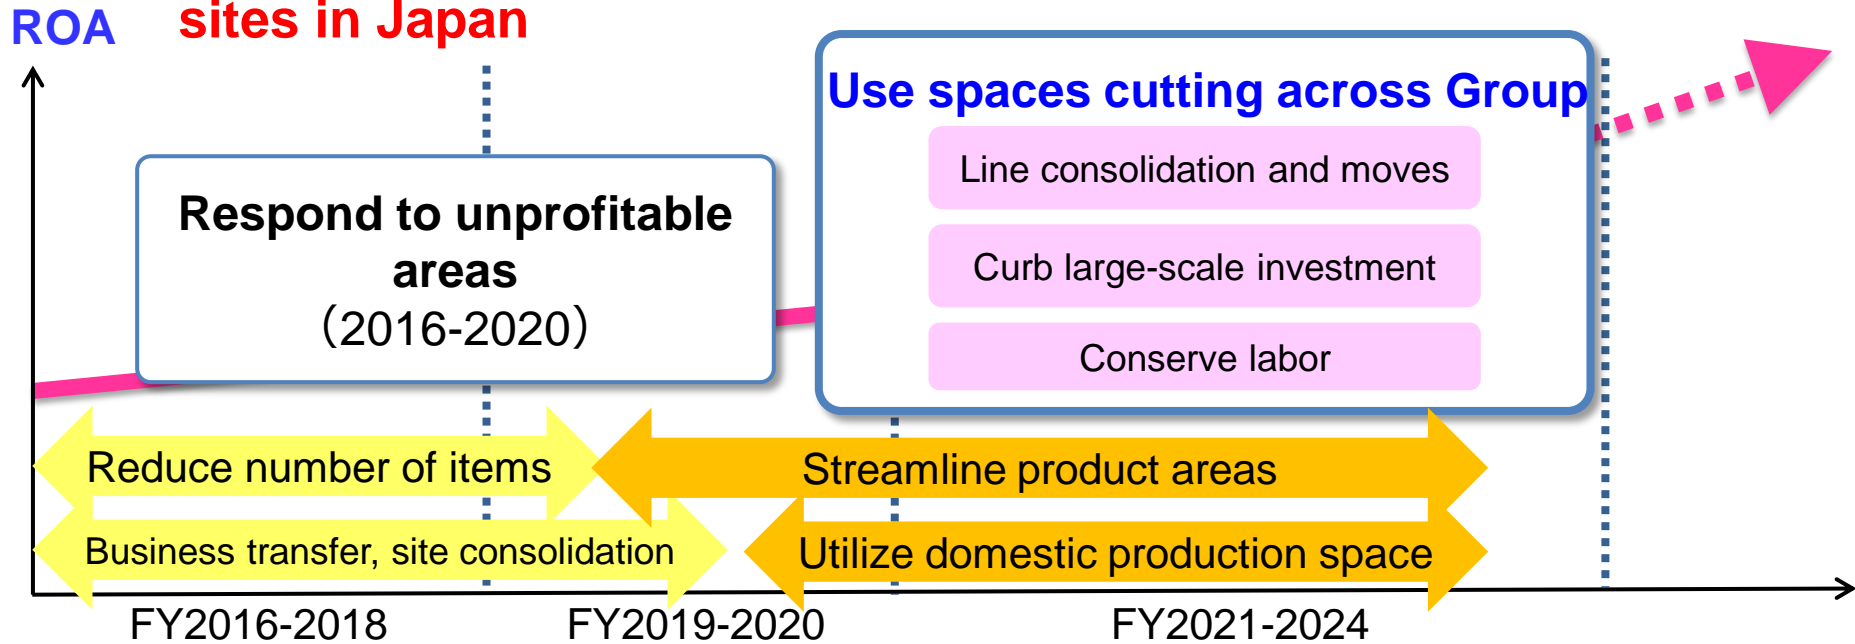 sites in Japan
ROA
Use spaces cutting across Group
Line consolidation and moves
Curb large-scale investment
Conserve labor
Respond to unprofitable
areas
（2016-2020）
Reduce number of items
Streamline product areas
Business transfer, site consolidation
Utilize domestic production space
FY2016-2018
FY2019-2020
FY2021-2024